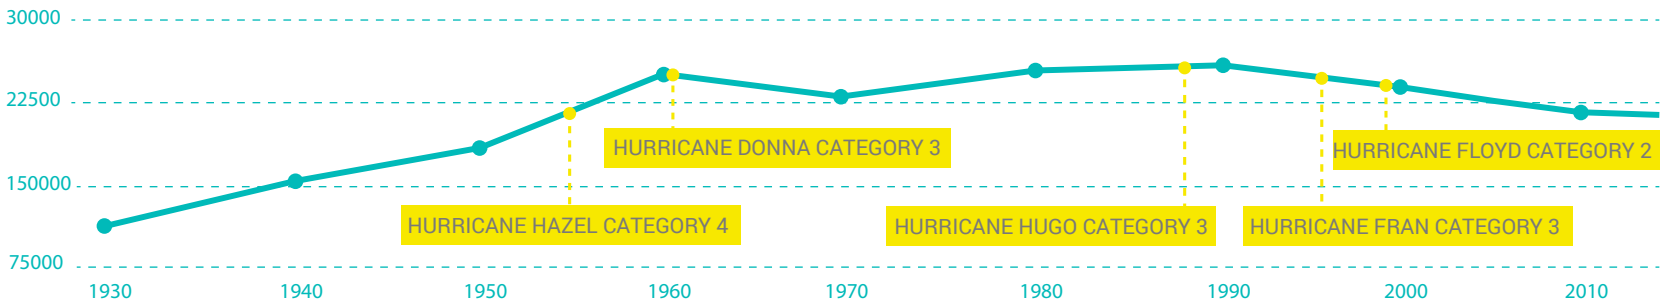 30000
22500
HURRICANE DONNA CATEGORY 3
HURRICANE FLOYD CATEGORY 2
150000
HURRICANE HAZEL CATEGORY 4
HURRICANE HUGO CATEGORY 3
HURRICANE FRAN CATEGORY 3
75000
1930 1940 1950 1960 1970 1980 1990 2000 2010